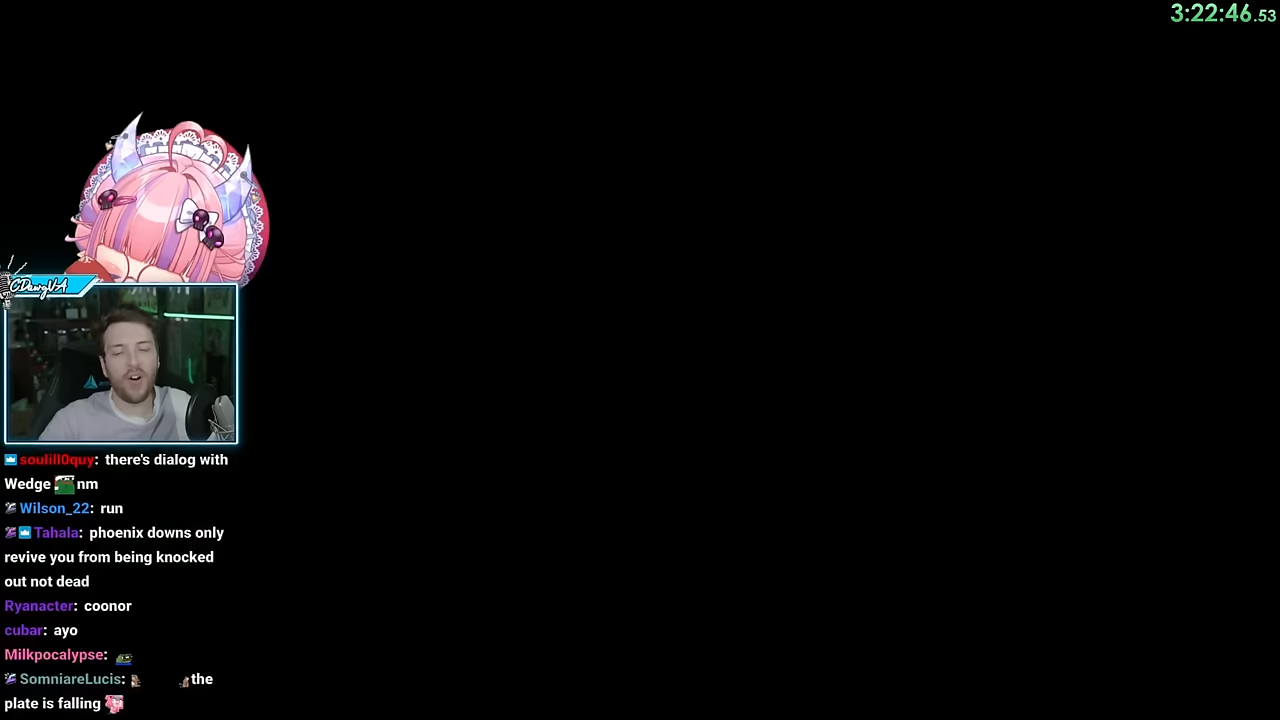 3:22:46.53
CDawgVA
soulill0quy: there's dialog with
Wedge nm
Wilson_22: run
Tahala: phoenix downs only
revive you from being knocked
out not dead
Ryanacter: coonor
cubar: ayo
Milkpocalypse:
SomniareLucis: the
plate is falling